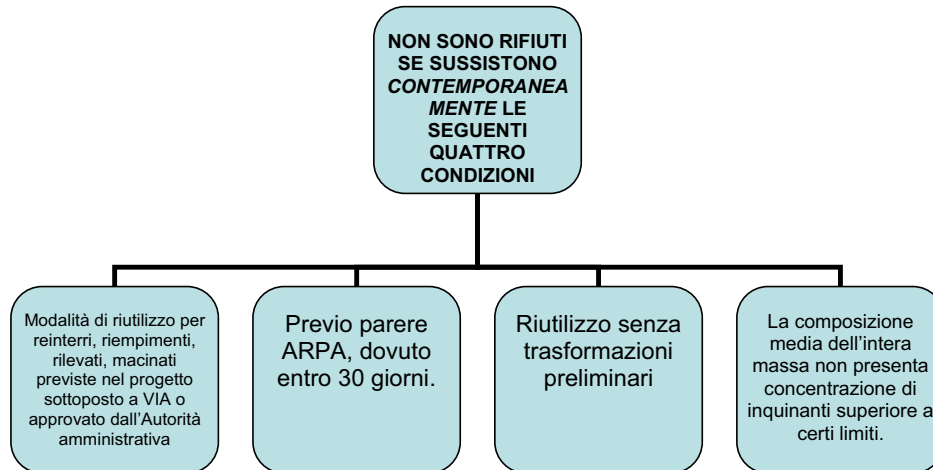 NON SONO RIFIUTI
SE SUSSISTONO
CONTEMPORANEA
MENTE LE
SEGUENTI
QUATTRO
CONDIZIONI
Modalità di riutilizzo per
reinterri, riempimenti,
rilevati, macinati
previste nel progetto
sottoposto a VIA o
approvato dall'Autorità
amministrativa
Previo parere
ARPA, dovuto
entro 30 giorni.
Riutilizzo senza
trasformazioni
preliminari
La composizione
media dell'intera
massa non presenta
concentrazione di
inquinanti superiore a
certi limiti.